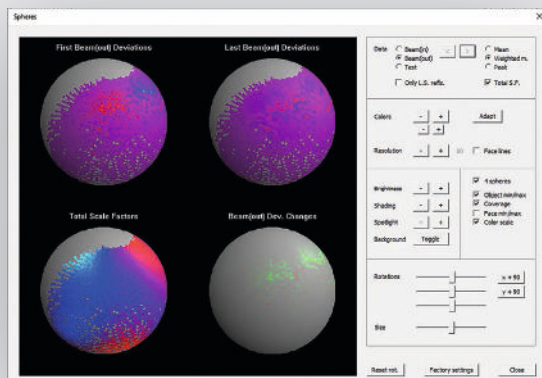 Spheres
First Beam(out) Deviations
Last Beam(out) Deviations
Total Scale Factors
Beam(out) Dev. Changes
Data
Beam(in)
Beam(out)
Test
< >
Mean
Weighted m.
Peak
Only L.S. refls.
Total S.F.
Colors - + Adapt
- +
Resolution - + Face lines
Brightness - +
Shading - +
Spotlight - +
Background Toggle
4 spheres
Object min/max
Coverage
Face min/max
Color scale
Rotations
x + 90
y + 90
Size
Reset rot. Factory settings Close